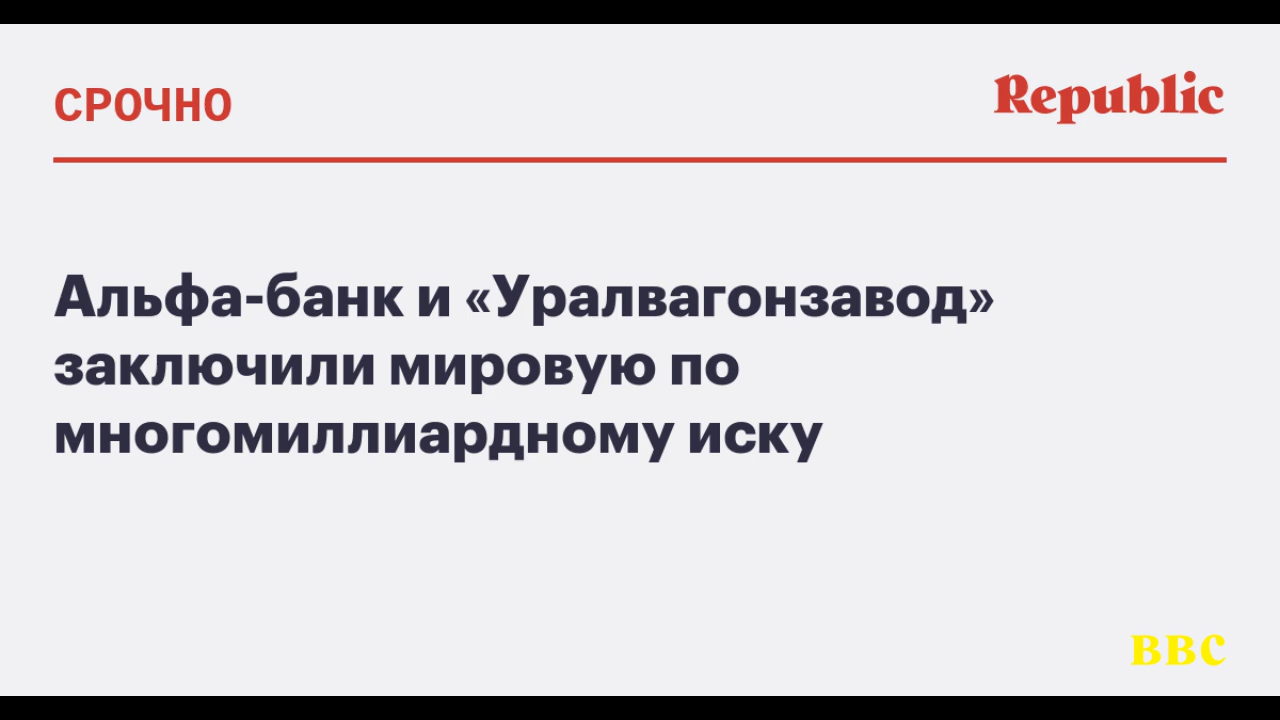 СРОЧНО
Republic
Альфа-банк и «Уралвагонзавод»
заключили мировую по
многомиллиардному иску
BBC